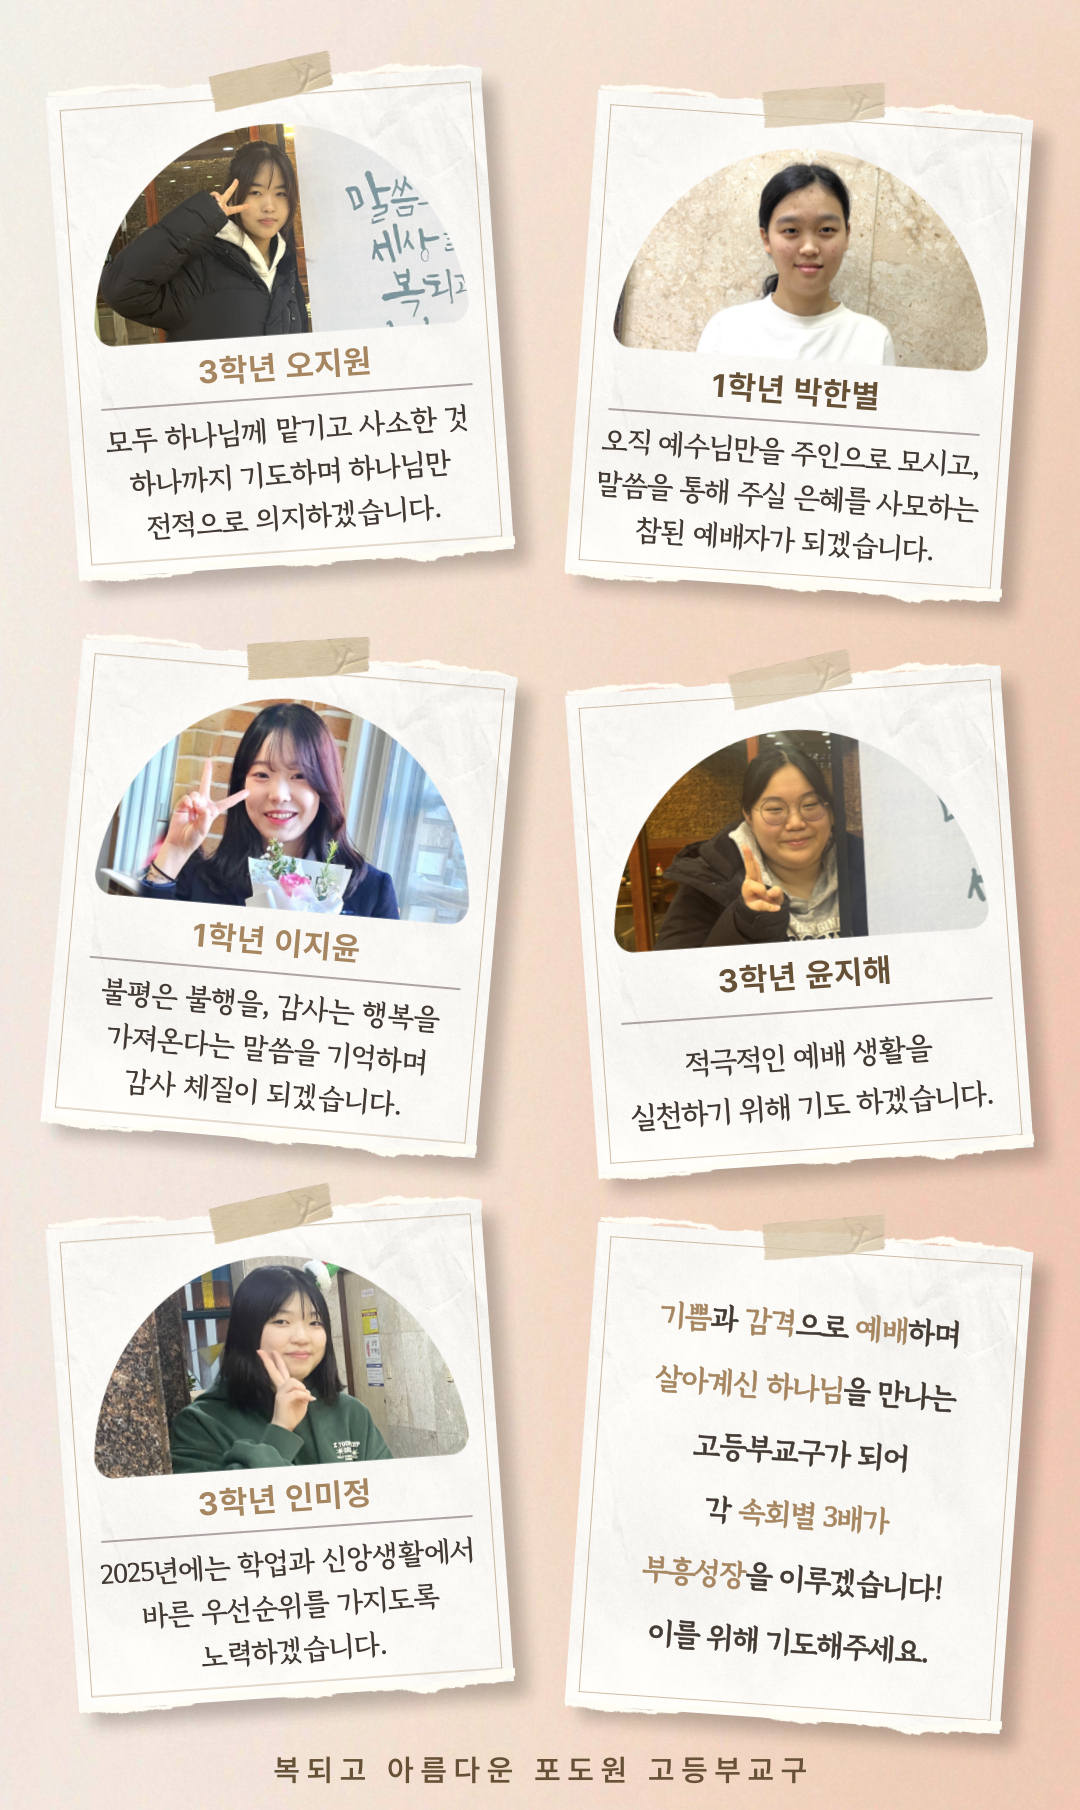 말씀
세상
복되고
3학년 오지원
모두 하나님께 맡기고 사소한 것
하나까지 기도하며 하나님만
전적으로 의지하겠습니다.
1학년 박한별
오직 예수님만을 주인으로 모시고,
말씀을 통해 주실 은혜를 사모하는
참된 예배자가 되겠습니다.
1학년 이지윤
불평은 불행을, 감사는 행복을
가져온다는 말씀을 기억하며
감사 체질이 되겠습니다.
3학년 윤지해
적극적인 예배 생활을
실천하기 위해 기도 하겠습니다.
3학년 인미정
2025년에는 학업과 신앙생활에서
바른 우선순위를 가지도록
노력하겠습니다.
기쁨과 감격으로 예배하며
살아계신 하나님을 만나는
고등부교구가 되어
각 속회별 3배가
부흥성장을 이루겠습니다!
이를 위해 기도해주세요.
복되고 아름다운 포도원 고등부교구